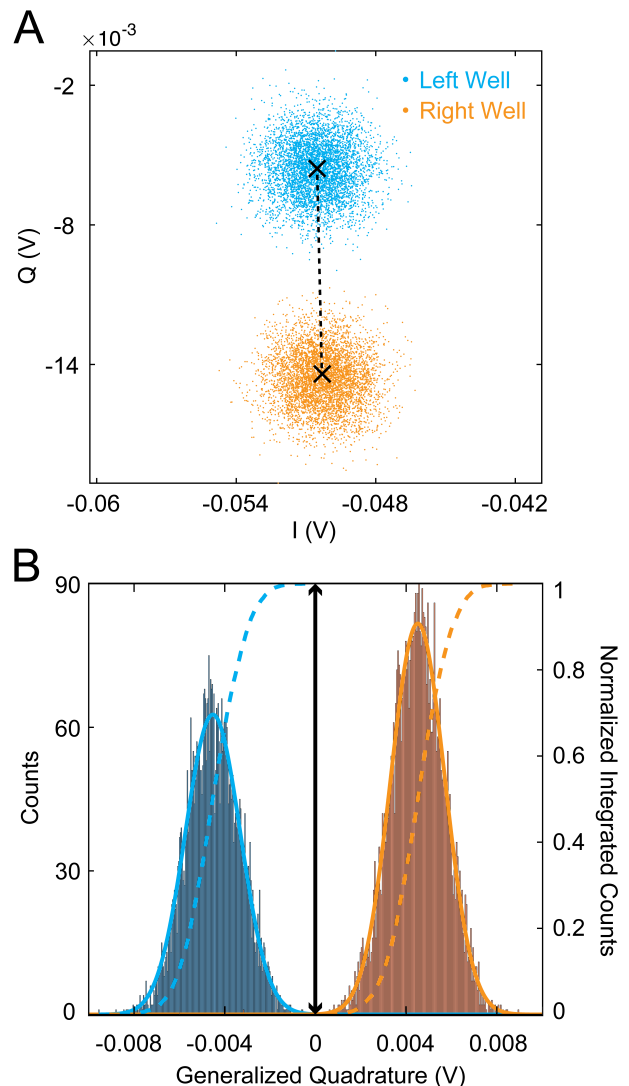 A
×10⁻³
-2
Left Well
Right Well
-8
Q (V)
-14
-0.06 -0.054 -0.048 -0.042
I (V)
B
90 1
0.8
60
0.6
Counts
Normalized Integrated Counts
0.4
30
0.2
0 0
-0.008 -0.004 0 0.004 0.008
Generalized Quadrature (V)